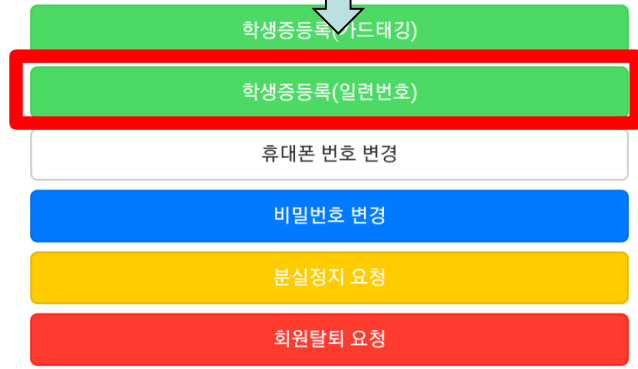 학생증등록(카드태깅)
학생증등록(일련번호)
휴대폰 번호 변경
비밀번호 변경
분실정지 요청
회원탈퇴 요청